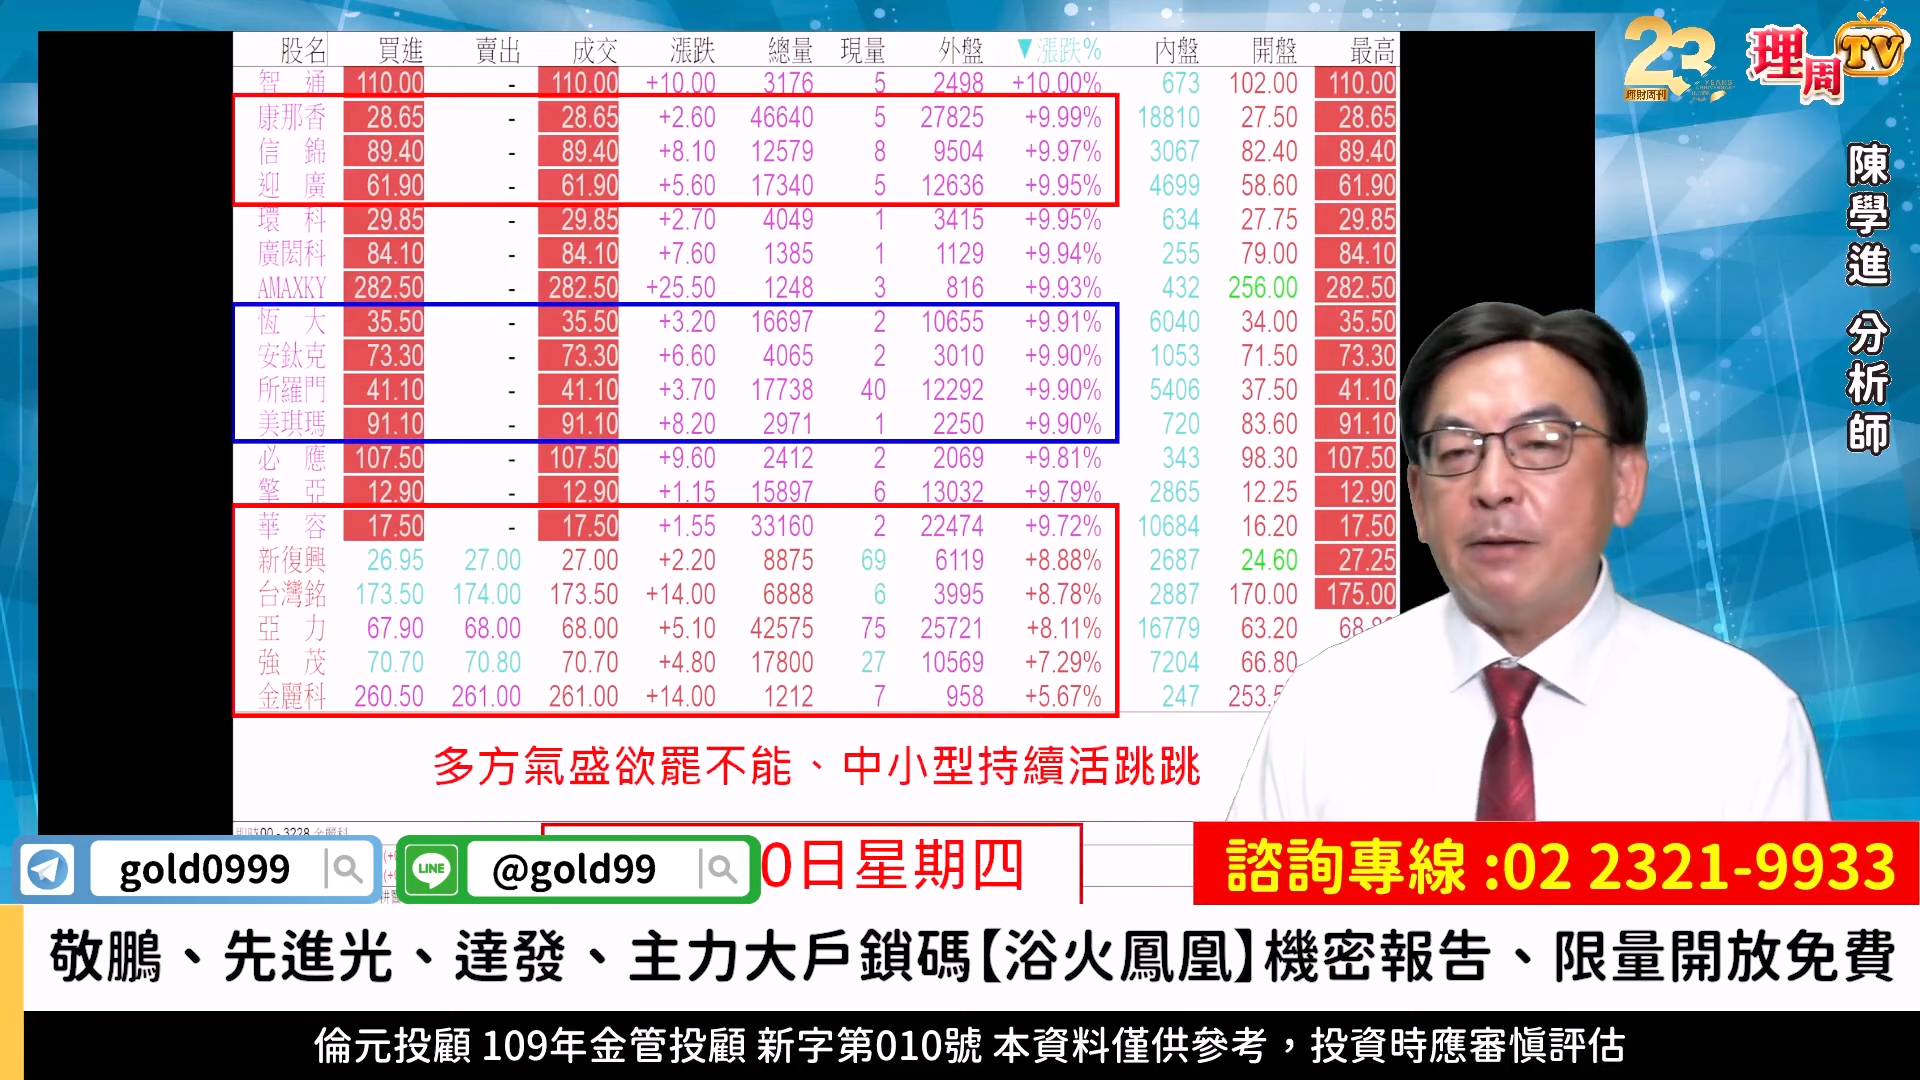 股名 買進 賣出 成交 漲跌 總量 現量 外盤 ▼漲跌% 內盤 開盤 最高
智通 110.00 - 110.00 +10.00 3176 5 2498 +10.00% 673 102.00 110.00
康那香 28.65 - 28.65 +2.60 46640 5 27825 +9.99% 18810 27.50 28.65
信錦 89.40 - 89.40 +8.10 12579 8 9504 +9.97% 3067 82.40 89.40
迎廣 61.90 - 61.90 +5.60 17340 5 12636 +9.95% 4699 58.60 61.90
環科 29.85 - 29.85 +2.70 4049 1 3415 +9.95% 634 27.75 29.85
廣閎科 84.10 - 84.10 +7.60 1385 1 1129 +9.94% 255 79.00 84.10
AMAXKY 282.50 - 282.50 +25.50 1248 3 816 +9.93% 432 256.00 282.50
恆大 35.50 - 35.50 +3.20 16697 2 10655 +9.91% 6040 34.00 35.50
安鈦克 73.30 - 73.30 +6.60 4065 2 3010 +9.90% 1053 71.50 73.30
所羅門 41.10 - 41.10 +3.70 17738 40 12292 +9.90% 5406 37.50 41.10
美琪瑪 91.10 - 91.10 +8.20 2971 1 2250 +9.90% 720 83.60 91.10
必應 107.50 - 107.50 +9.60 2412 2 2069 +9.81% 343 98.30 107.50
擎亞 12.90 - 12.90 +1.15 15897 6 13032 +9.79% 2865 12.25 12.90
華容 17.50 - 17.50 +1.55 33160 2 22474 +9.72% 10684 16.20 17.50
新復興 26.95 27.00 27.00 +2.20 8875 69 6119 +8.88% 2687 24.60 27.25
台灣銘 173.50 174.00 173.50 +14.00 6888 6 3995 +8.78% 2887 170.00 175.00
亞力 67.90 68.00 68.00 +5.10 42575 75 25721 +8.11% 16779 63.20 68.80
強茂 70.70 70.80 70.70 +4.80 17800 27 10569 +7.29% 7204 66.80
金麗科 260.50 261.00 261.00 +14.00 1212 7 958 +5.67% 247 253.5
多方氣盛欲罷不能、中小型持續活跳跳
23 YEARS
理財周刊
理周TV
陳學進 分析師
3228 金麗科
0日星期四
gold0999
LINE
@gold99
諮詢專線 :02 2321-9933
敬鵬、先進光、達發、主力大戶鎖碼【浴火鳳凰】機密報告、限量開放免費
倫元投顧 109年金管投顧 新字第010號 本資料僅供參考，投資時應審慎評估